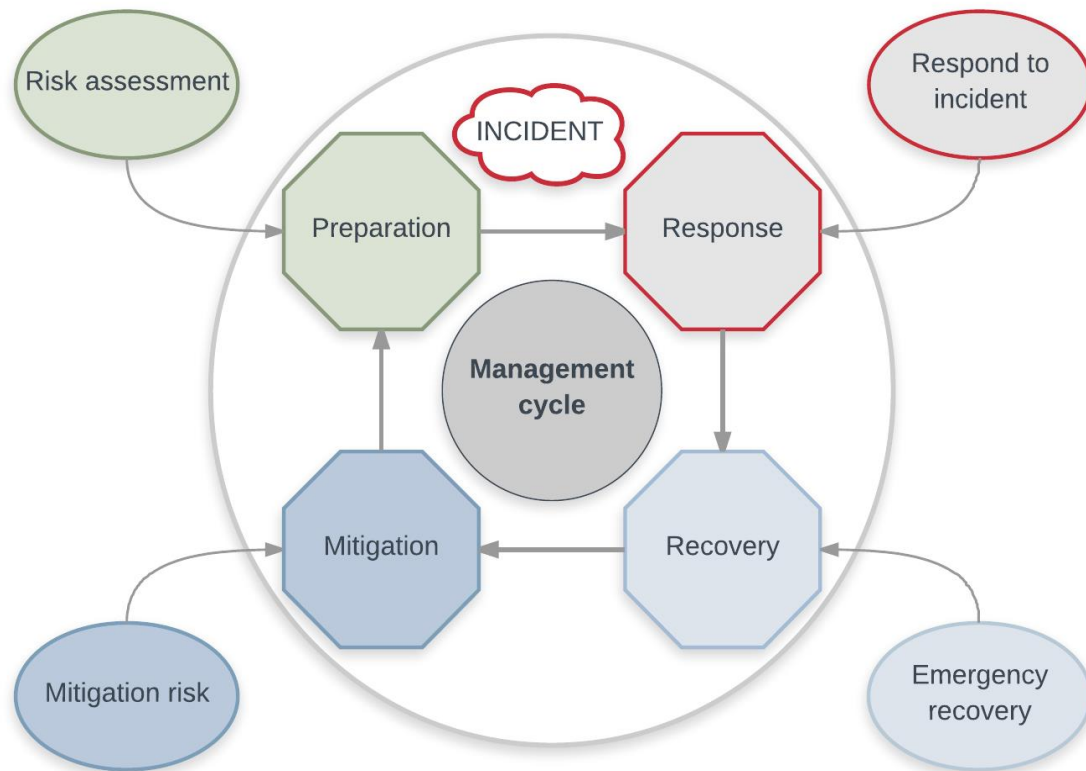 Risk assessment
Respond to
incident
INCIDENT
Preparation
Response
Management
cycle
Mitigation
Recovery
Mitigation risk
Emergency
recovery